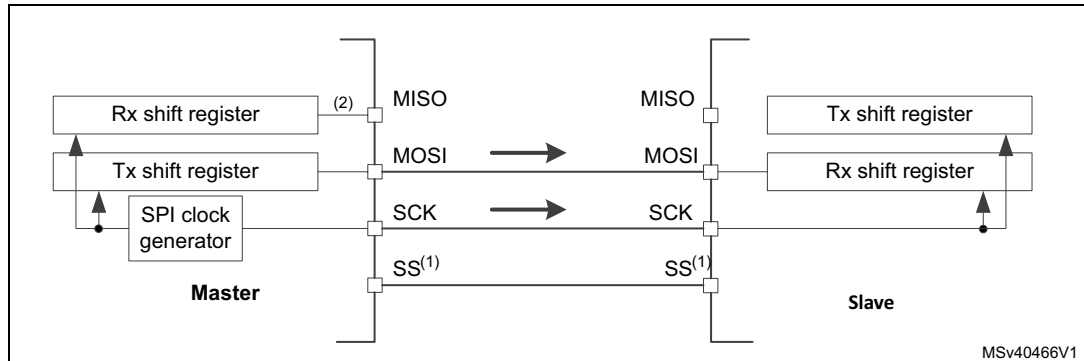 MISO
MISO
Rx shift register
(2)
Tx shift register
MOSI
MOSI
Tx shift register
Rx shift register
SPI clock
generator
SCK
SCK
SS(1)
SS(1)
Master
Slave
MSv40466V1